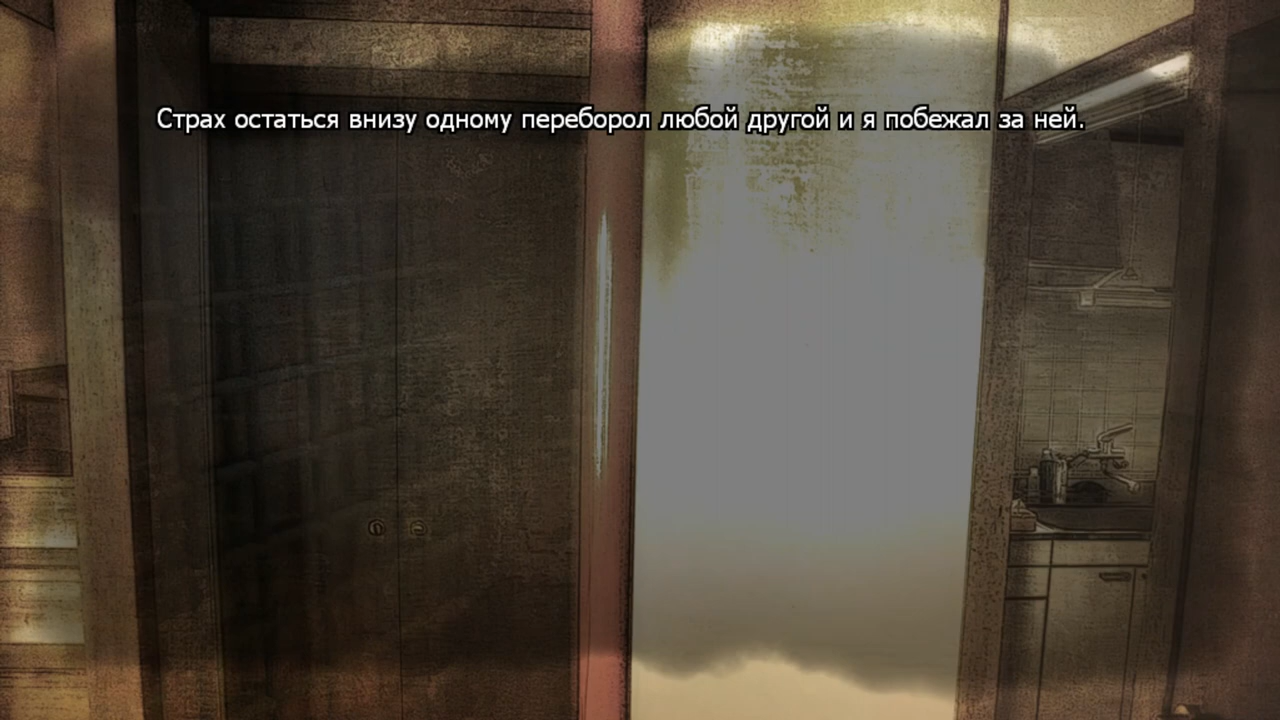 Страх остаться внизу одному переборол любой другой и я побежал за ней.